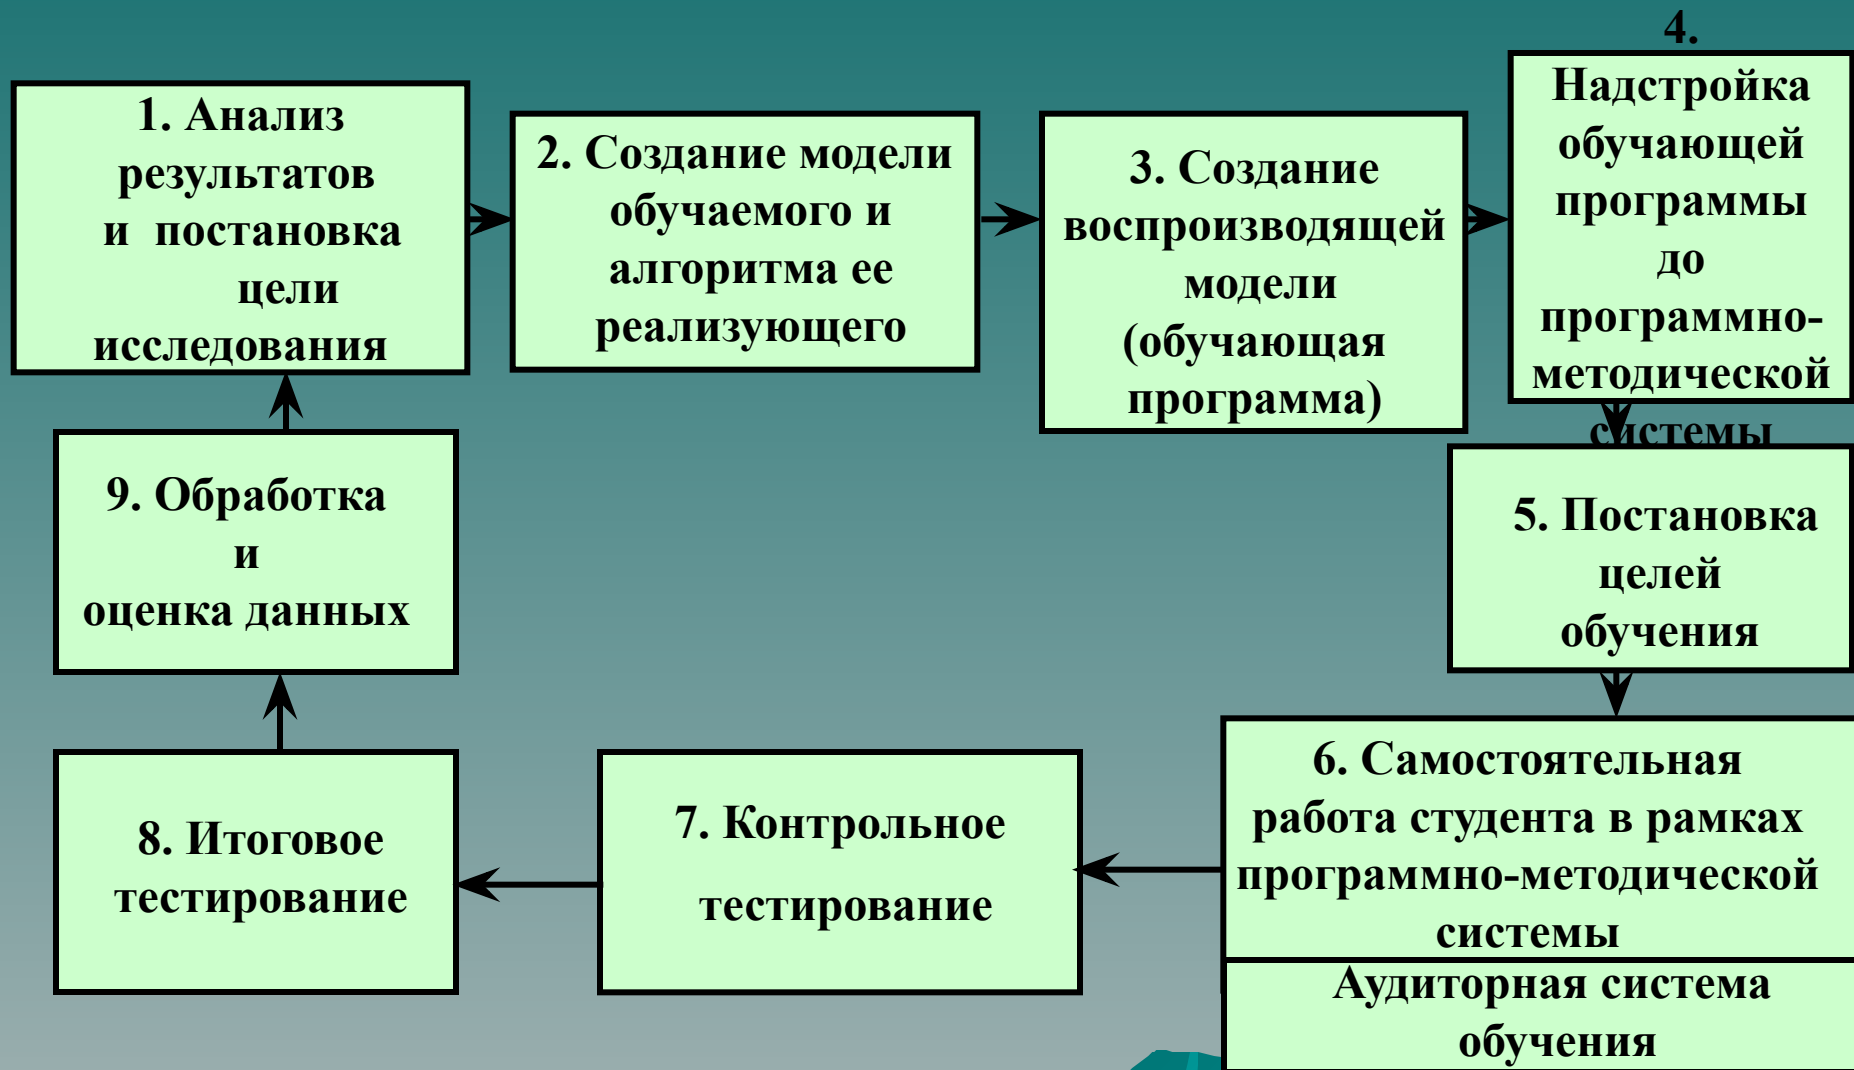 1. Анализ
результатов
и постановка
цели
исследования
2. Создание модели
обучаемого и
алгоритма ее
реализующего
3. Создание
воспроизводящей
модели
(обучающая
программа)
4.
Надстройка
обучающей
программы
до
программно-
методической
системы
5. Постановка
целей
обучения
6. Самостоятельная
работа студента в рамках
программно-методической
системы
Аудиторная система
обучения
7. Контрольное
тестирование
8. Итоговое
тестирование
9. Обработка
и
оценка данных